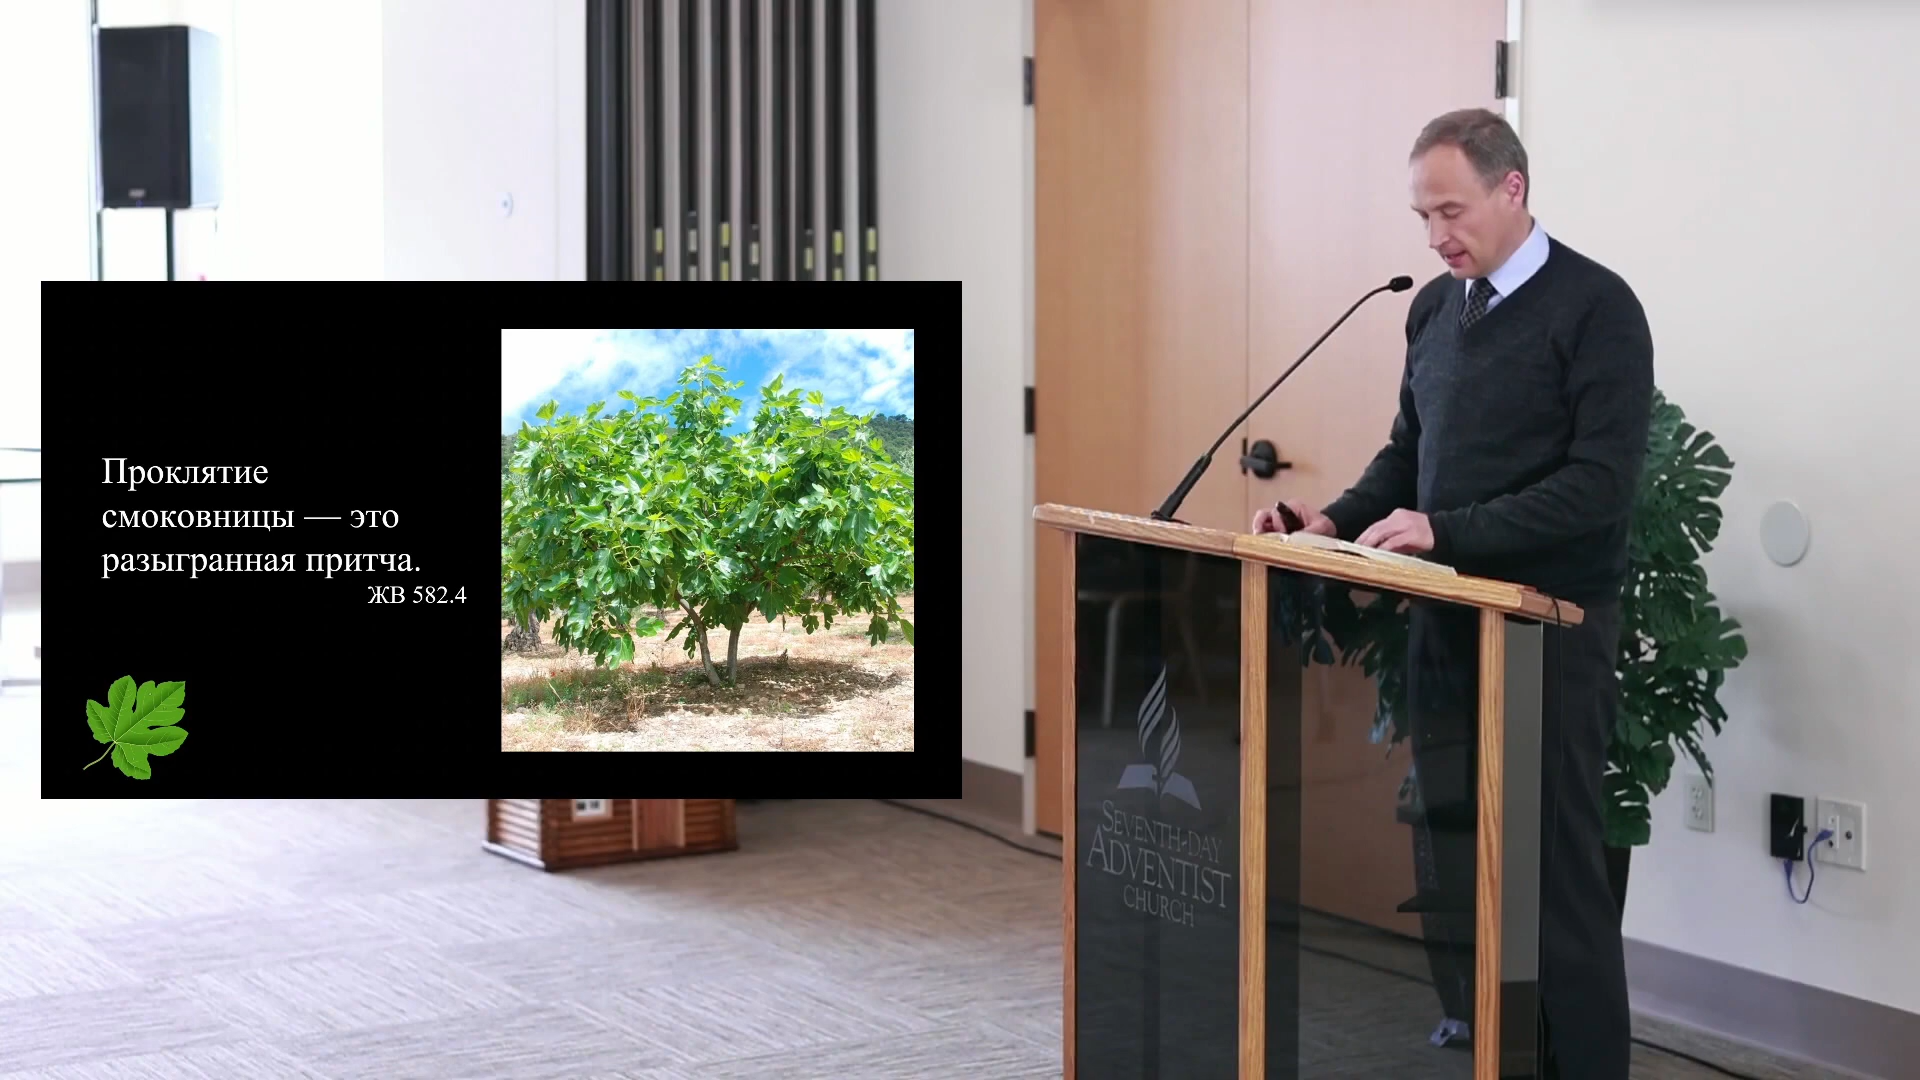 Проклятие
смоковницы — это
разыгранная притча.
ЖВ 582.4
SEVENTH-DAY
ADVENTIST
CHURCH